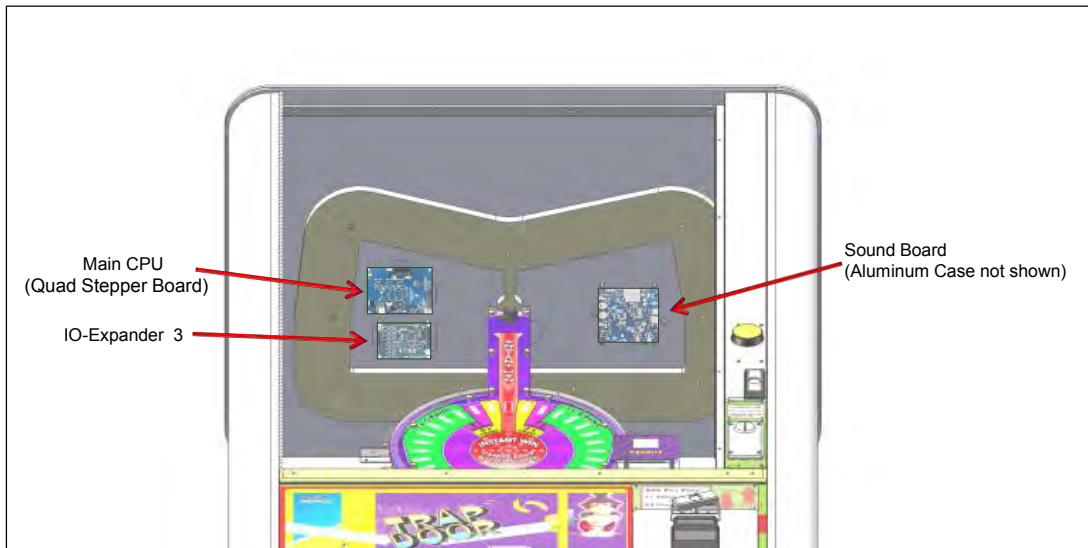 Main CPU
(Quad Stepper Board)
IO-Expander 3
Sound Board
(Aluminum Case not shown)
INSTANT WIN
TRAP
DOOR